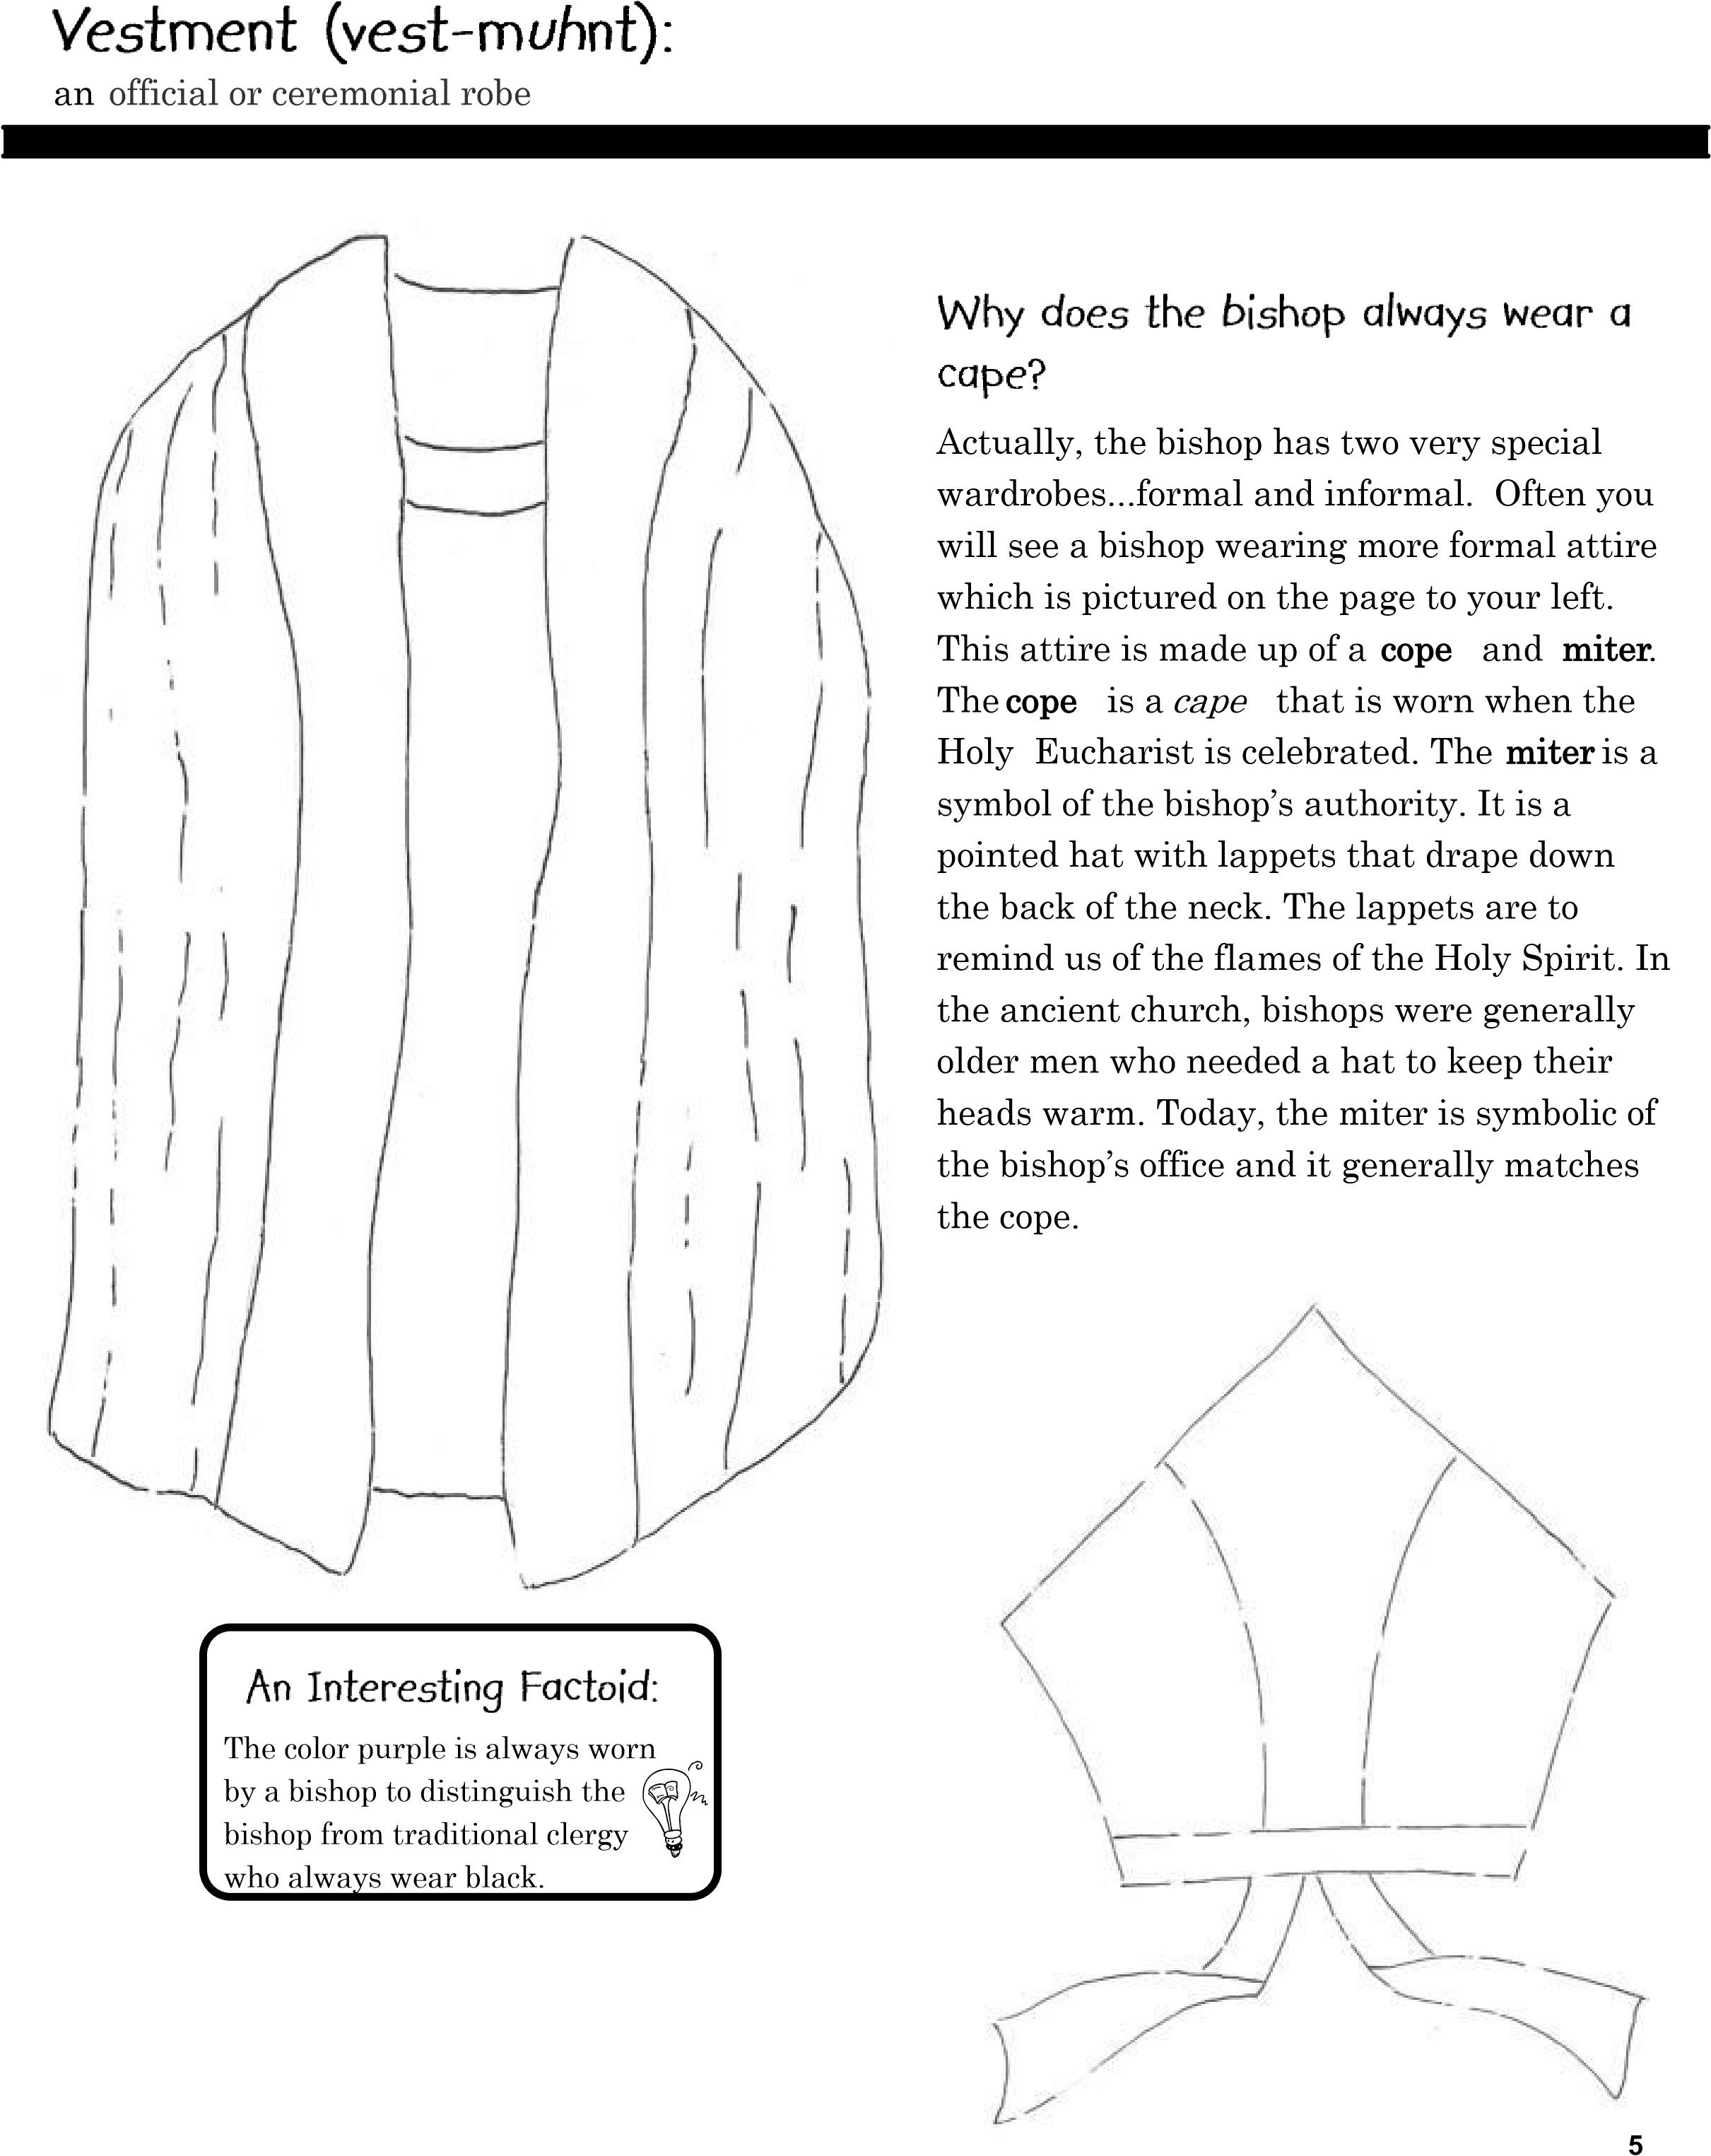 Vestment (vest-muhnt):
an official or ceremonial robe
Why does the bishop always wear a
cape?
Actually, the bishop has two very special
wardrobes...formal and informal. Often you
will see a bishop wearing more formal attire
which is pictured on the page to your left.
This attire is made up of a cope and miter.
The cope is a cape that is worn when the
Holy Eucharist is celebrated. The miter is a
symbol of the bishop’s authority. It is a
pointed hat with lappets that drape down
the back of the neck. The lappets are to
remind us of the flames of the Holy Spirit. In
the ancient church, bishops were generally
older men who needed a hat to keep their
heads warm. Today, the miter is symbolic of
the bishop’s office and it generally matches
the cope.
An Interesting Factoid:
The color purple is always worn
by a bishop to distinguish the
bishop from traditional clergy
who always wear black.
5